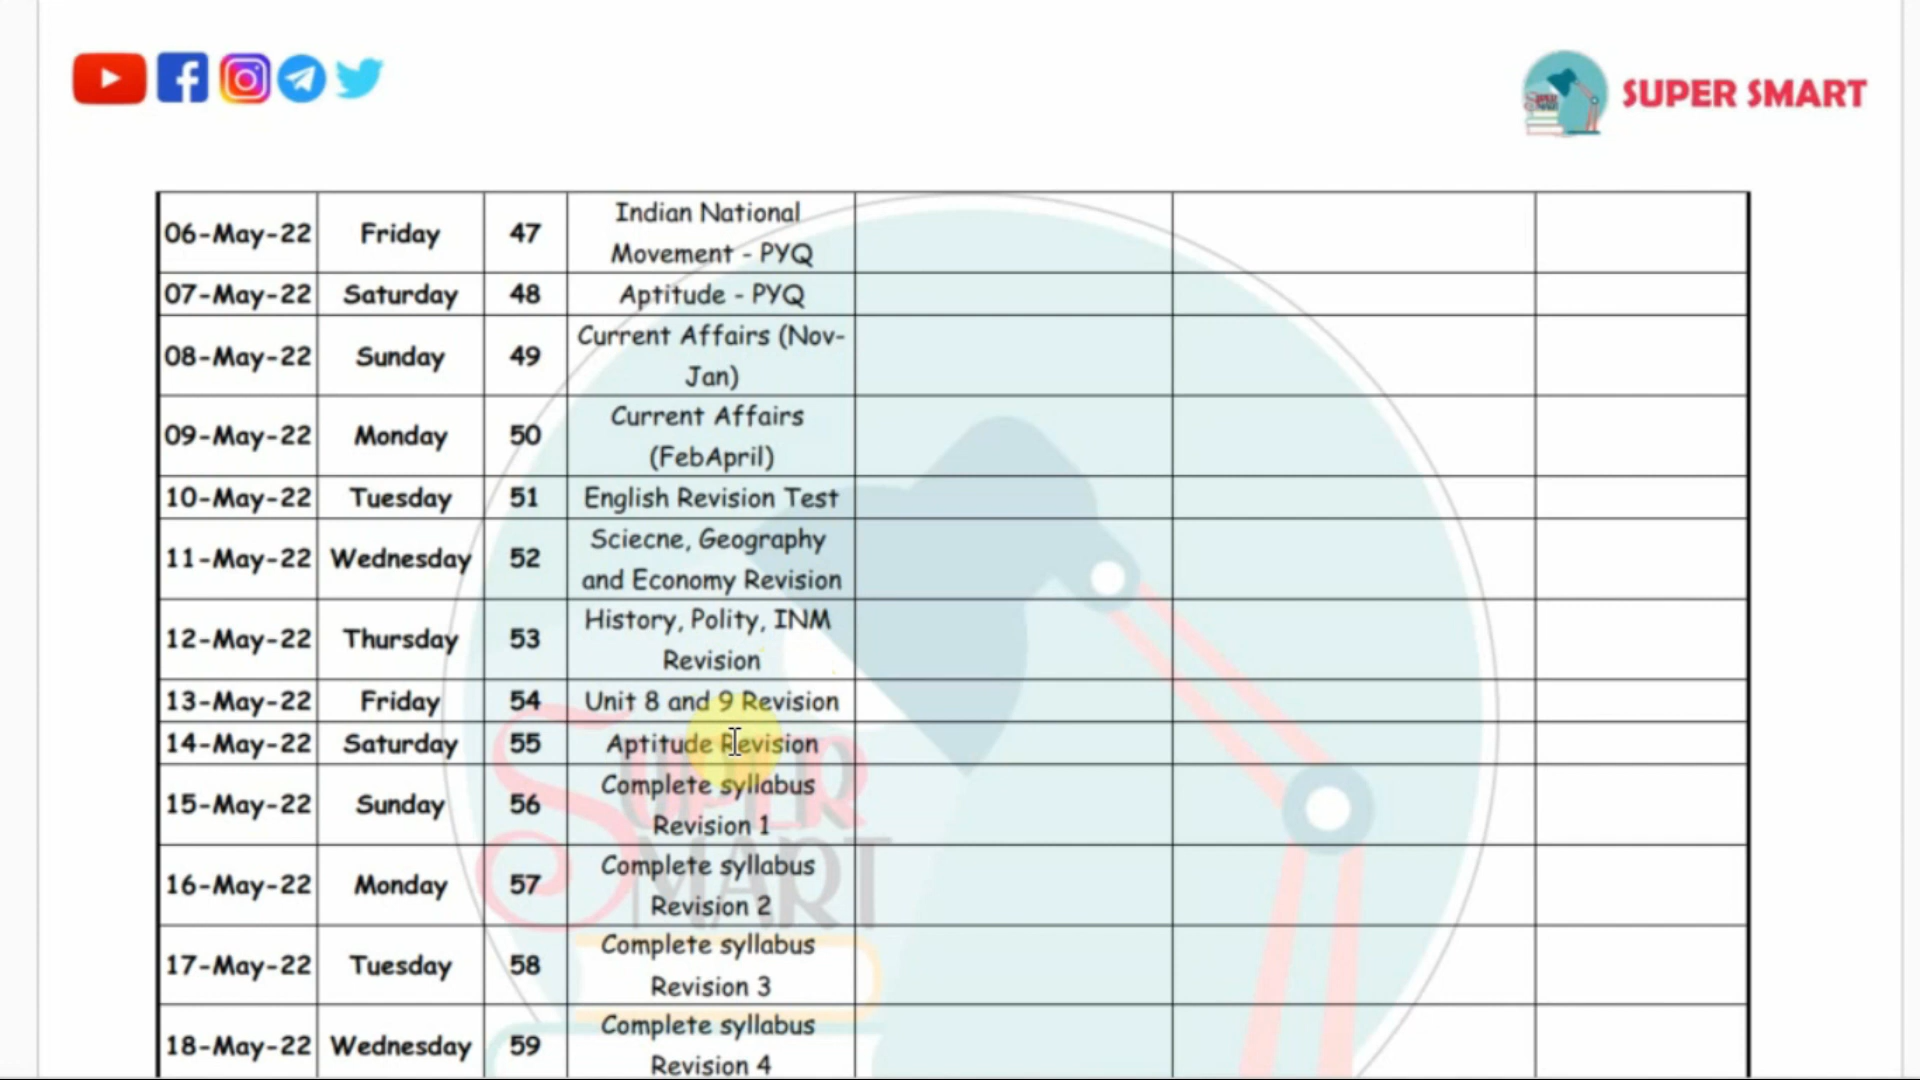 SUPER SMART
06-May-22 Friday 47 Indian National
Movement - PYQ
07-May-22 Saturday 48 Aptitude - PYQ
08-May-22 Sunday 49 Current Affairs (Nov-
Jan)
09-May-22 Monday 50 Current Affairs
(FebApril)
10-May-22 Tuesday 51 English Revision Test
11-May-22 Wednesday 52 Sciecne, Geography
and Economy Revision
12-May-22 Thursday 53 History, Polity, INM
Revision
13-May-22 Friday 54 Unit 8 and 9 Revision
14-May-22 Saturday 55 Aptitude Revision
15-May-22 Sunday 56 Complete syllabus
Revision 1
16-May-22 Monday 57 Complete syllabus
Revision 2
17-May-22 Tuesday 58 Complete syllabus
Revision 3
18-May-22 Wednesday 59 Complete syllabus
Revision 4
SUPER
SMART